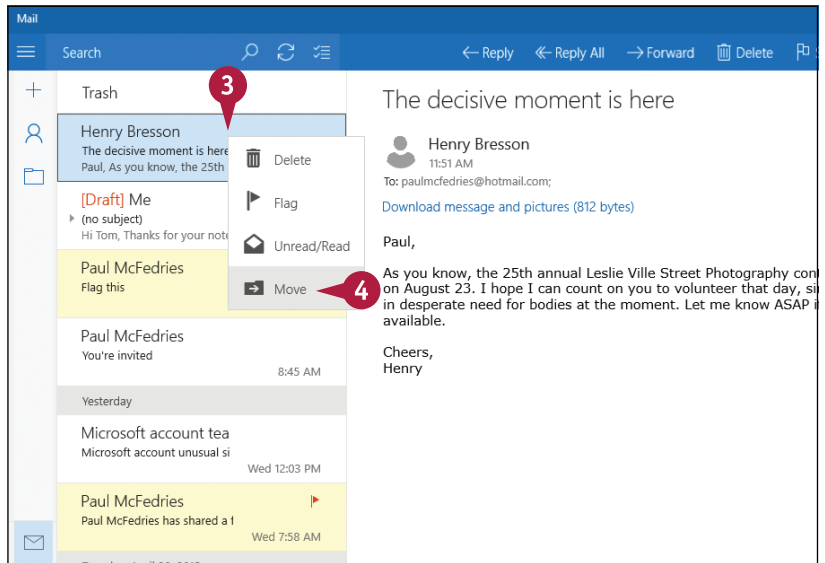 Mail
Search
Reply
Reply All
Forward
Delete
Trash
3
Henry Bresson
The decisive moment is here
Paul, As you know, the 25th
[Draft] Me
(no subject)
Hi Tom, Thanks for your note
Paul McFedries
Flag this
Paul McFedries
You're invited
8:45 AM
Yesterday
Microsoft account tea
Microsoft account unusual si
Wed 12:03 PM
Paul McFedries
Paul McFedries has shared a f
Wed 7:58 AM
Delete
Flag
Unread/Read
Move
4
The decisive moment is here
Henry Bresson
11:51 AM
To: paulmcfedries@hotmail.com;
Download message and pictures (812 bytes)
Paul,
As you know, the 25th annual Leslie Ville Street Photography con
on August 23. I hope I can count on you to volunteer that day, si
in desperate need for bodies at the moment. Let me know ASAP i
available.
Cheers,
Henry